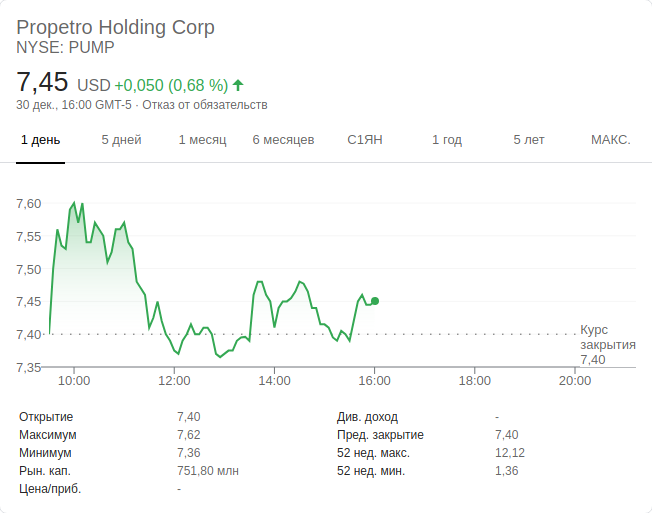 Propetro Holding Corp
NYSE: PUMP
7,45 USD +0,050 (0,68 %)
30 дек., 16:00 GMT-5 · Отказ от обязательств
1 день 5 дней 1 месяц 6 месяцев С1ЯН 1 год 5 лет МАКС.
7,60
7,55
7,50
7,45
7,40
7,35
Курс
закрытия
7,40
10:00 12:00 14:00 16:00 18:00 20:00
Открытие 7,40 Див. доход -
Максимум 7,62 Пред. закрытие 7,40
Минимум 7,36 52 нед. макс. 12,12
Рын. кап. 751,80 млн 52 нед. мин. 1,36
Цена/приб. -